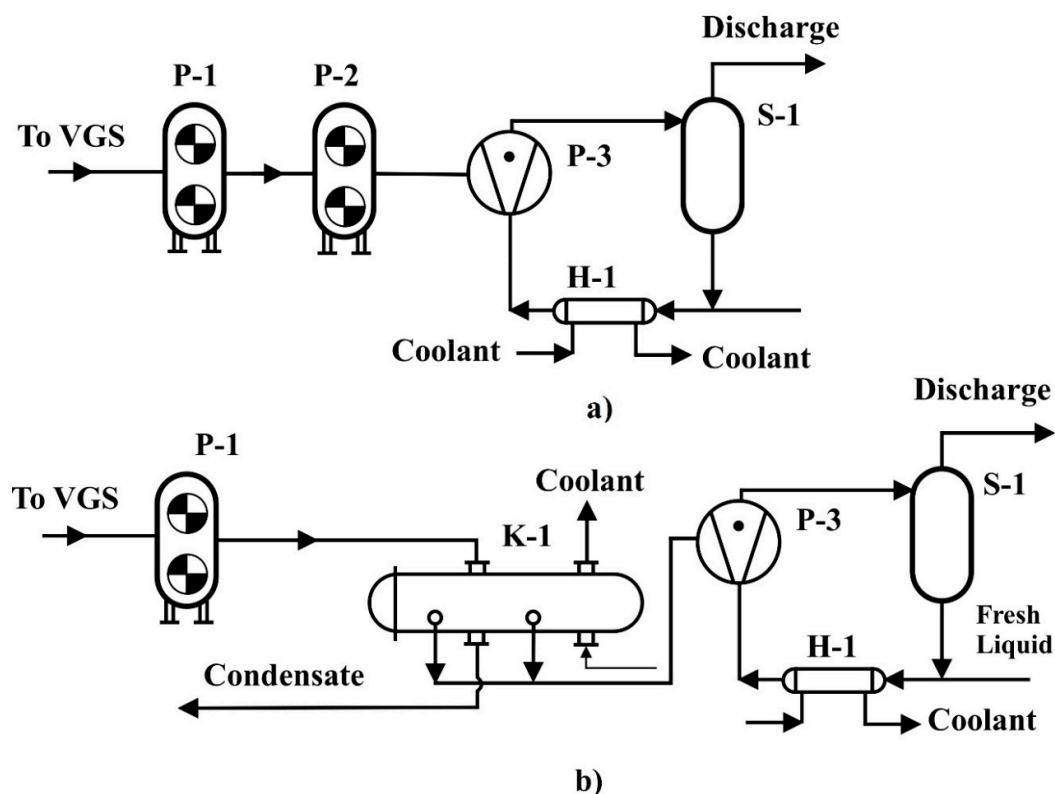 Discharge
P-1
P-2
S-1
To VGS
P-3
H-1
Coolant
Coolant
a)
Discharge
P-1
To VGS
Coolant
S-1
P-3
K-1
Fresh
Liquid
H-1
Condensate
Coolant
b)